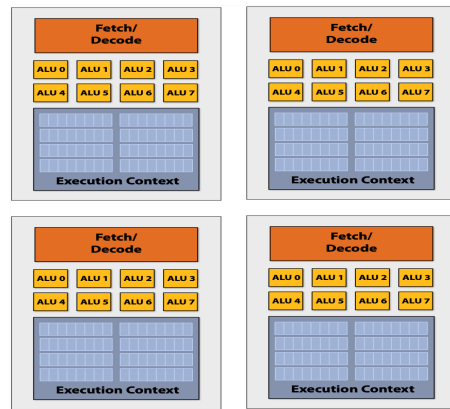 Fetch/
Decode
ALU 0 ALU 1 ALU 2 ALU 3
ALU 4 ALU 5 ALU 6 ALU 7
Execution Context
Fetch/
Decode
ALU 0 ALU 1 ALU 2 ALU 3
ALU 4 ALU 5 ALU 6 ALU 7
Execution Context
Fetch/
Decode
ALU 0 ALU 1 ALU 2 ALU 3
ALU 4 ALU 5 ALU 6 ALU 7
Execution Context
Fetch/
Decode
ALU 0 ALU 1 ALU 2 ALU 3
ALU 4 ALU 5 ALU 6 ALU 7
Execution Context